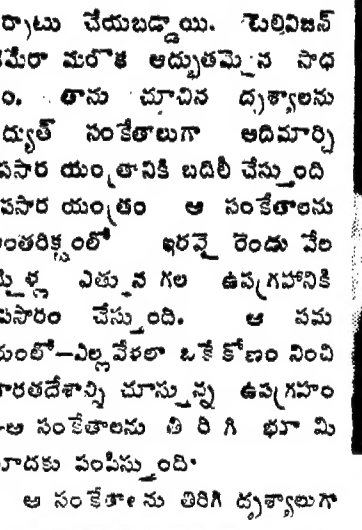 ర్పాటు చేయబడ్డాయి. టెలివిజన్
కేమేరా మరొక అద్భుతమైన సాధ
ం. తాను చూచిన దృశ్యాలను
ద్యుత్ సంకేతాలుగా అదిమార్చి
పసార యంత్రానికి బదిలీ చేస్తుంది
పసార యంత్రం ఆ సంకేతాలను
ంతరిక్షంలో ఇరవై రెండు వేల
మైళ్ల ఎత్తున గల ఉపగ్రహానికి
పసారం చేస్తుంది. ఆ సమ
యంలో—ఎల్లవేళలా ఒకే కోణం నించి
ారతదేశాన్ని చూస్తున్న ఉపగ్రహం
-ఆ సంకేతాలను తి రి గి భూ మి
మీదకు పంపిస్తుంది.
ఆ సంకేతాలను తిరిగి దృశ్యాలుగా